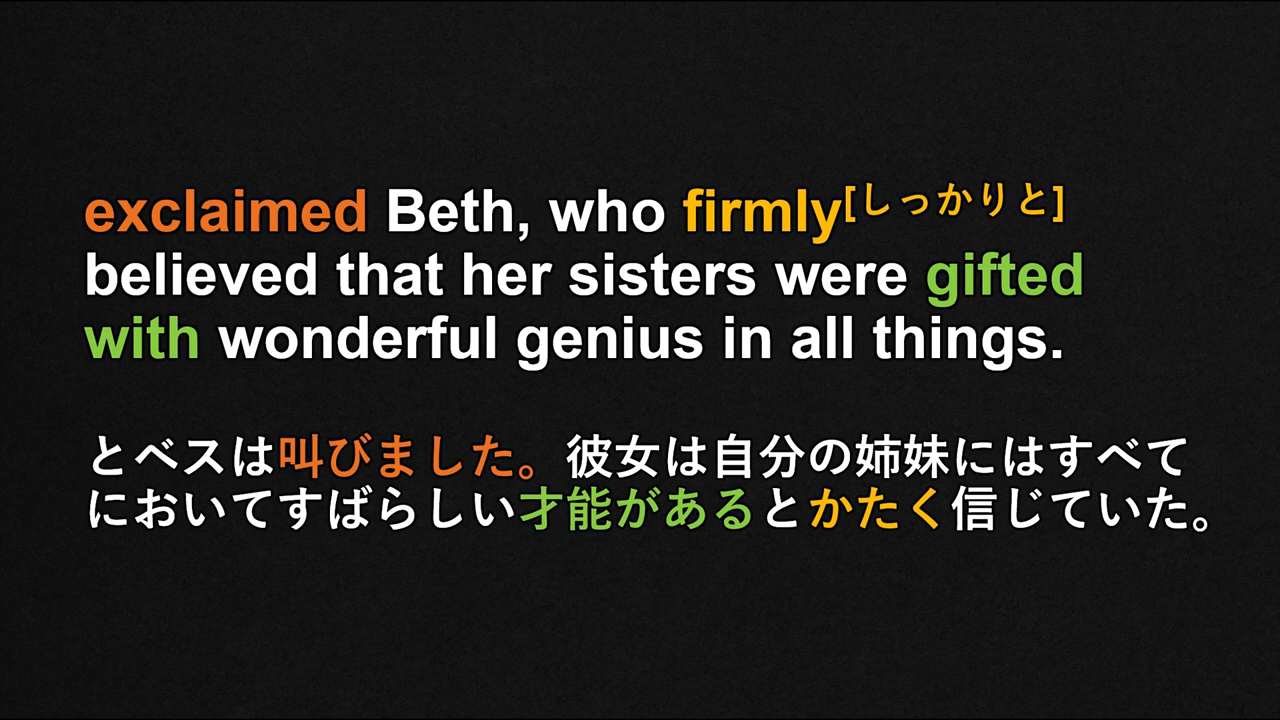 exclaimed Beth, who firmly[しっかりと]
believed that her sisters were gifted
with wonderful genius in all things.
とベスは叫びました。彼女は自分の姉妹にはすべて
においてすばらしい才能があるとかたく信じていた。